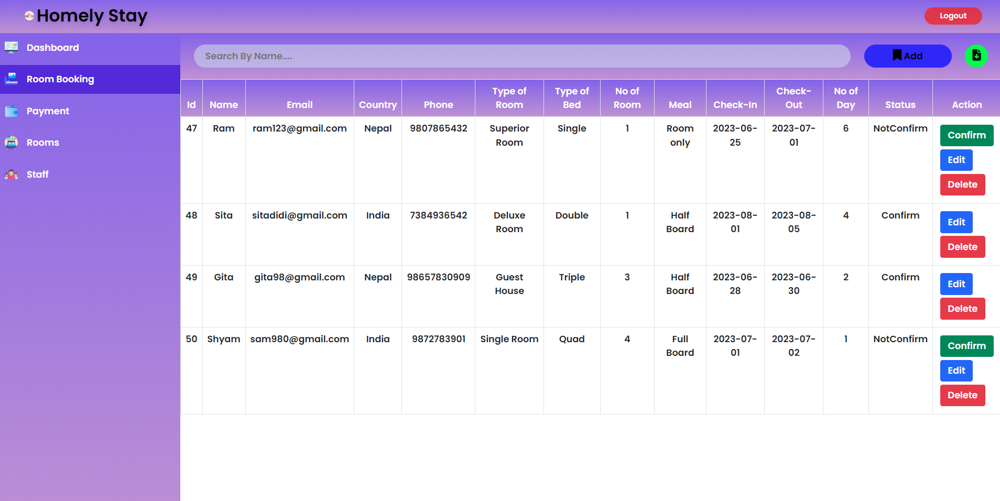 Homely Stay
Logout
Dashboard
Room Booking
Payment
Rooms
Staff
Search By Name....
Add
Id Name Email Country Phone Type of Room Type of Bed No of Room Meal Check-In Check-Out No of Day Status Action
47 Ram ram123@gmail.com Nepal 9807865432 Superior Room Single 1 Room only 2023-06-25 2023-07-01 6 NotConfirm Confirm Edit Delete
48 Sita sitadidi@gmail.com India 7384936542 Deluxe Room Double 1 Half Board 2023-08-01 2023-08-05 4 Confirm Edit Delete
49 Gita gita98@gmail.com Nepal 98657830909 Guest House Triple 3 Half Board 2023-06-28 2023-06-30 2 Confirm Edit Delete
50 Shyam sam980@gmail.com India 9872783901 Single Room Quad 4 Full Board 2023-07-01 2023-07-02 1 NotConfirm Confirm Edit Delete